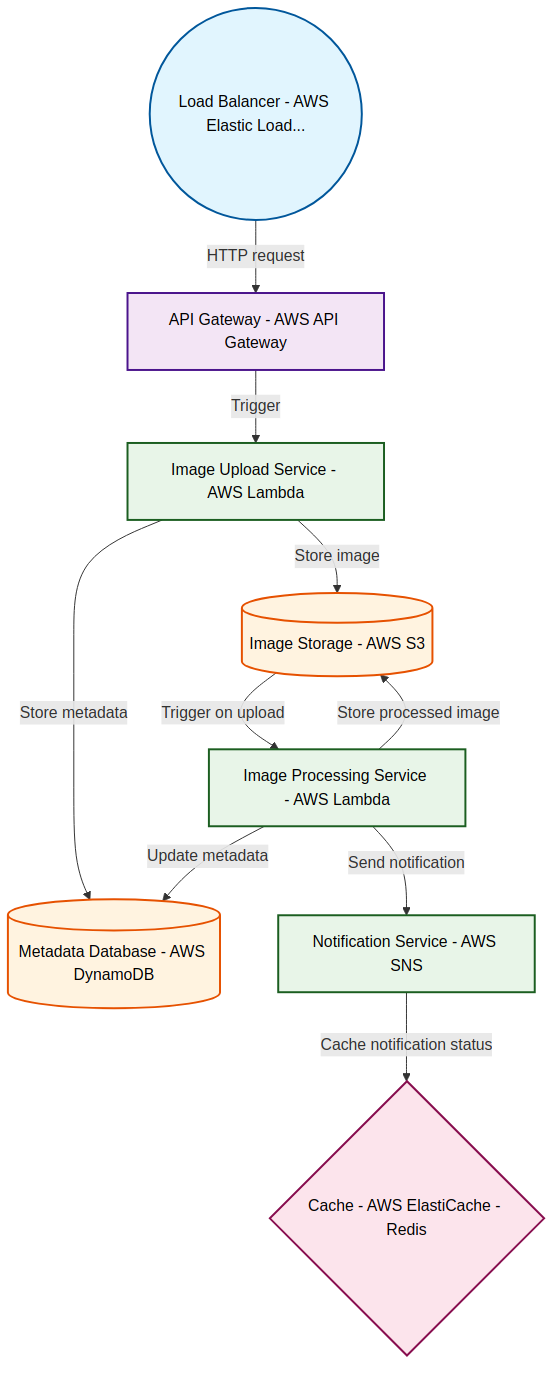 Load Balancer - AWS
Elastic Load...
HTTP request
API Gateway - AWS API
Gateway
Trigger
Image Upload Service -
AWS Lambda
Store image
Image Storage - AWS S3
Store metadata
Trigger on upload
Store processed image
Image Processing Service
- AWS Lambda
Update metadata
Send notification
Metadata Database - AWS
DynamoDB
Notification Service - AWS
SNS
Cache notification status
Cache - AWS ElastiCache -
Redis